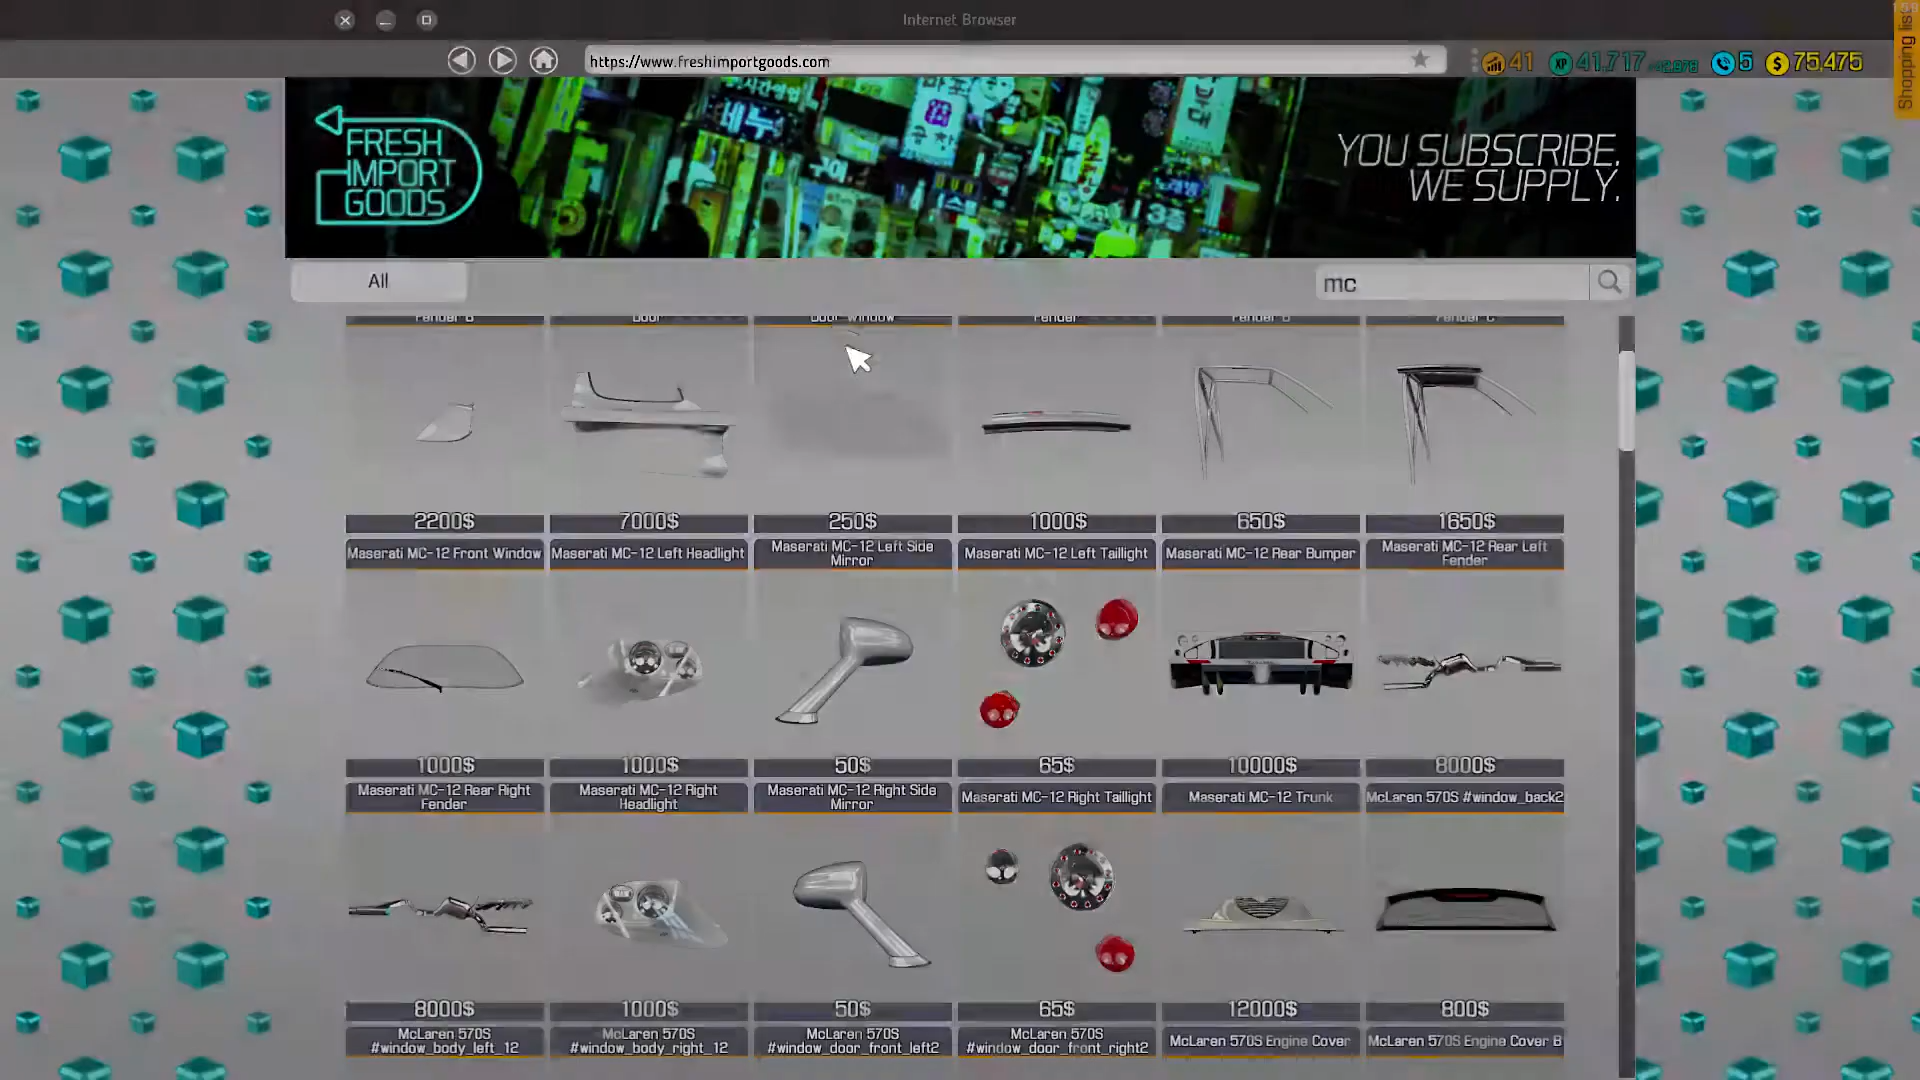 Internet Browser
https://www.freshimportgoods.com
41
41,717
5
75,475
Shopping list
FRESH
IMPORT
GOODS
YOU SUBSCRIBE.
WE SUPPLY.
All
mc
Fender B
Door
Door Window
Fender
Fender C
2200$
7000$
250$
1000$
650$
1650$
Maserati MC-12 Front Window
Maserati MC-12 Left Headlight
Maserati MC-12 Left Side
Mirror
Maserati MC-12 Left Taillight
Maserati MC-12 Rear Bumper
Maserati MC-12 Rear Left
Fender
1000$
1000$
50$
65$
10000$
8000$
Maserati MC-12 Rear Right
Fender
Maserati MC-12 Right
Headlight
Maserati MC-12 Right Side
Mirror
Maserati MC-12 Right Taillight
Maserati MC-12 Trunk
McLaren 570S #window_back2
8000$
1000$
50$
65$
12000$
800$
McLaren 570S
#window_body_left_12
McLaren 570S
#window_body_right_12
McLaren 570S
#window_door_front_left2
McLaren 570S
#window_door_front_right2
McLaren 570S Engine Cover
McLaren 570S Engine Cover B